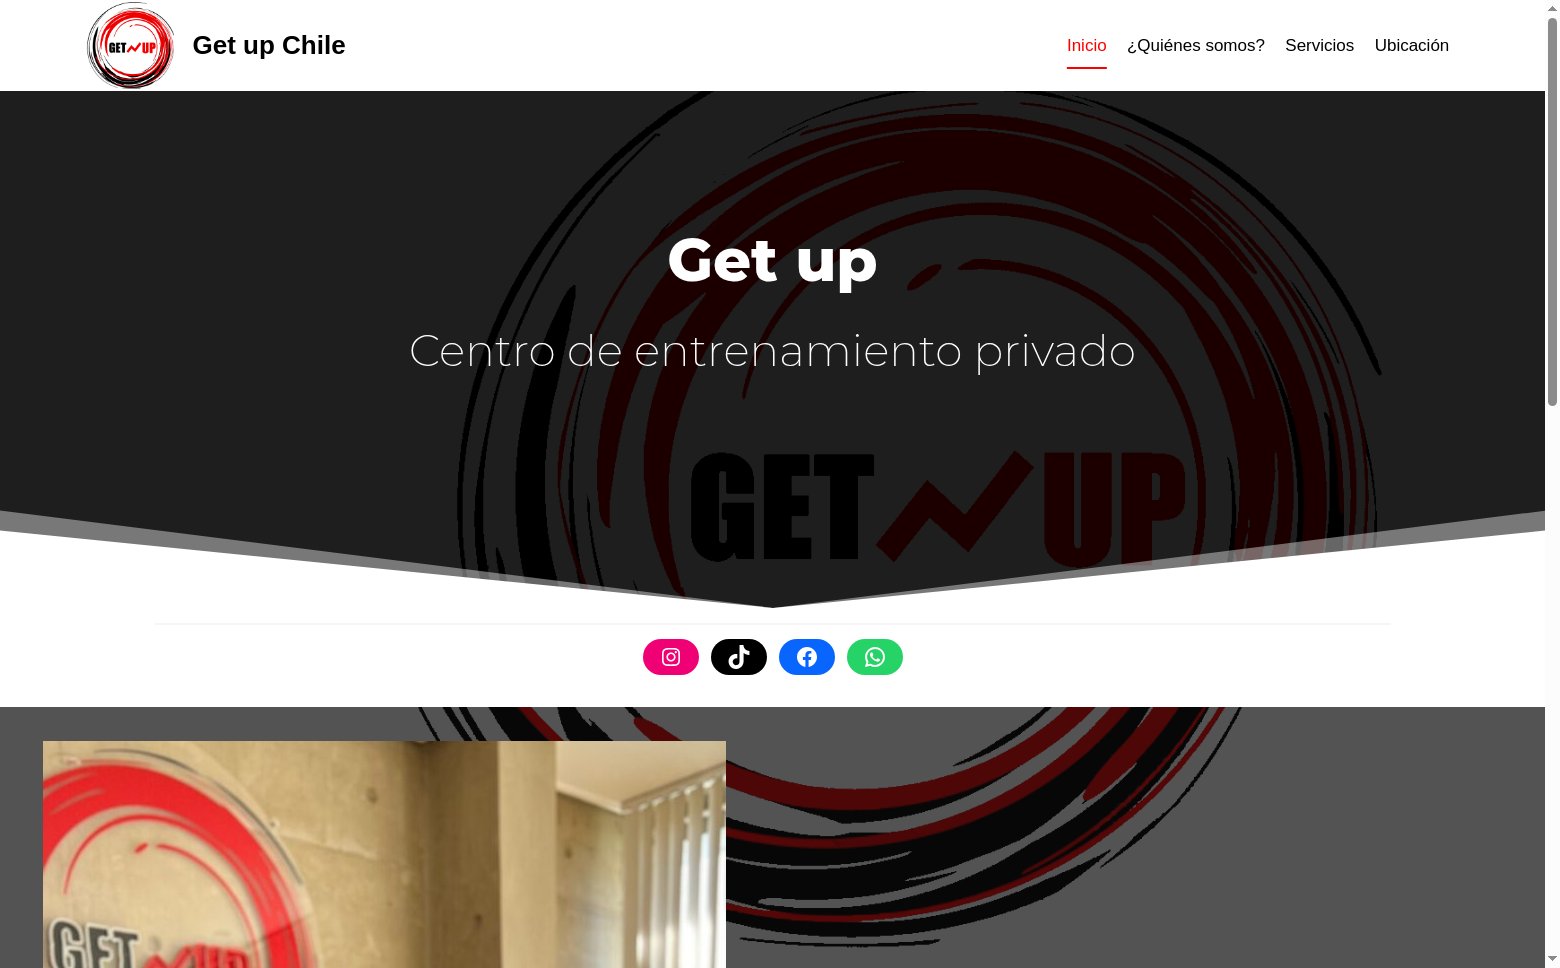 GET UP
Get up Chile
Inicio
¿Quiénes somos?
Servicios
Ubicación
Get up
Centro de entrenamiento privado
GET UP
GET UP